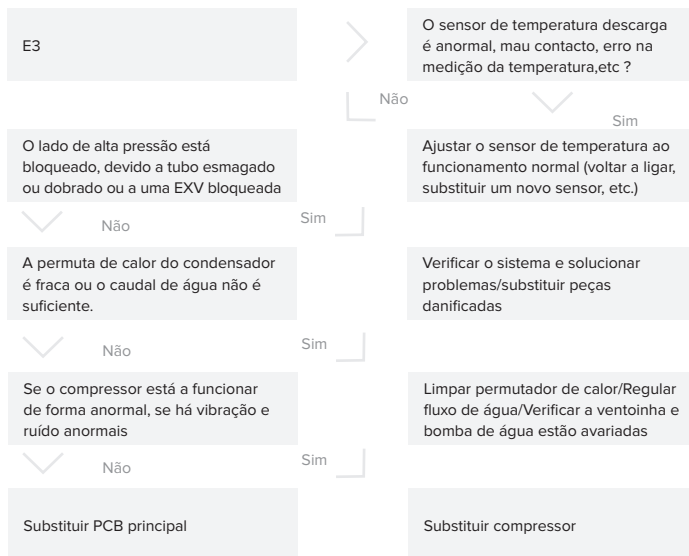 E3
O sensor de temperatura descarga
é anormal, mau contacto, erro na
medição da temperatura,etc ?
Não
Sim
O lado de alta pressão está
bloqueado, devido a tubo esmagado
ou dobrado ou a uma EXV bloqueada
Ajustar o sensor de temperatura ao
funcionamento normal (voltar a ligar,
substituir um novo sensor, etc.)
Não
Sim
A permuta de calor do condensador
é fraca ou o caudal de água não é
suficiente.
Verificar o sistema e solucionar
problemas/substituir peças
danificadas
Não
Sim
Se o compressor está a funcionar
de forma anormal, se há vibração e
ruído anormais
Limpar permutador de calor/Regular
fluxo de água/Verificar a ventoinha e
bomba de água estão avariadas
Não
Sim
Substituir PCB principal
Substituir compressor